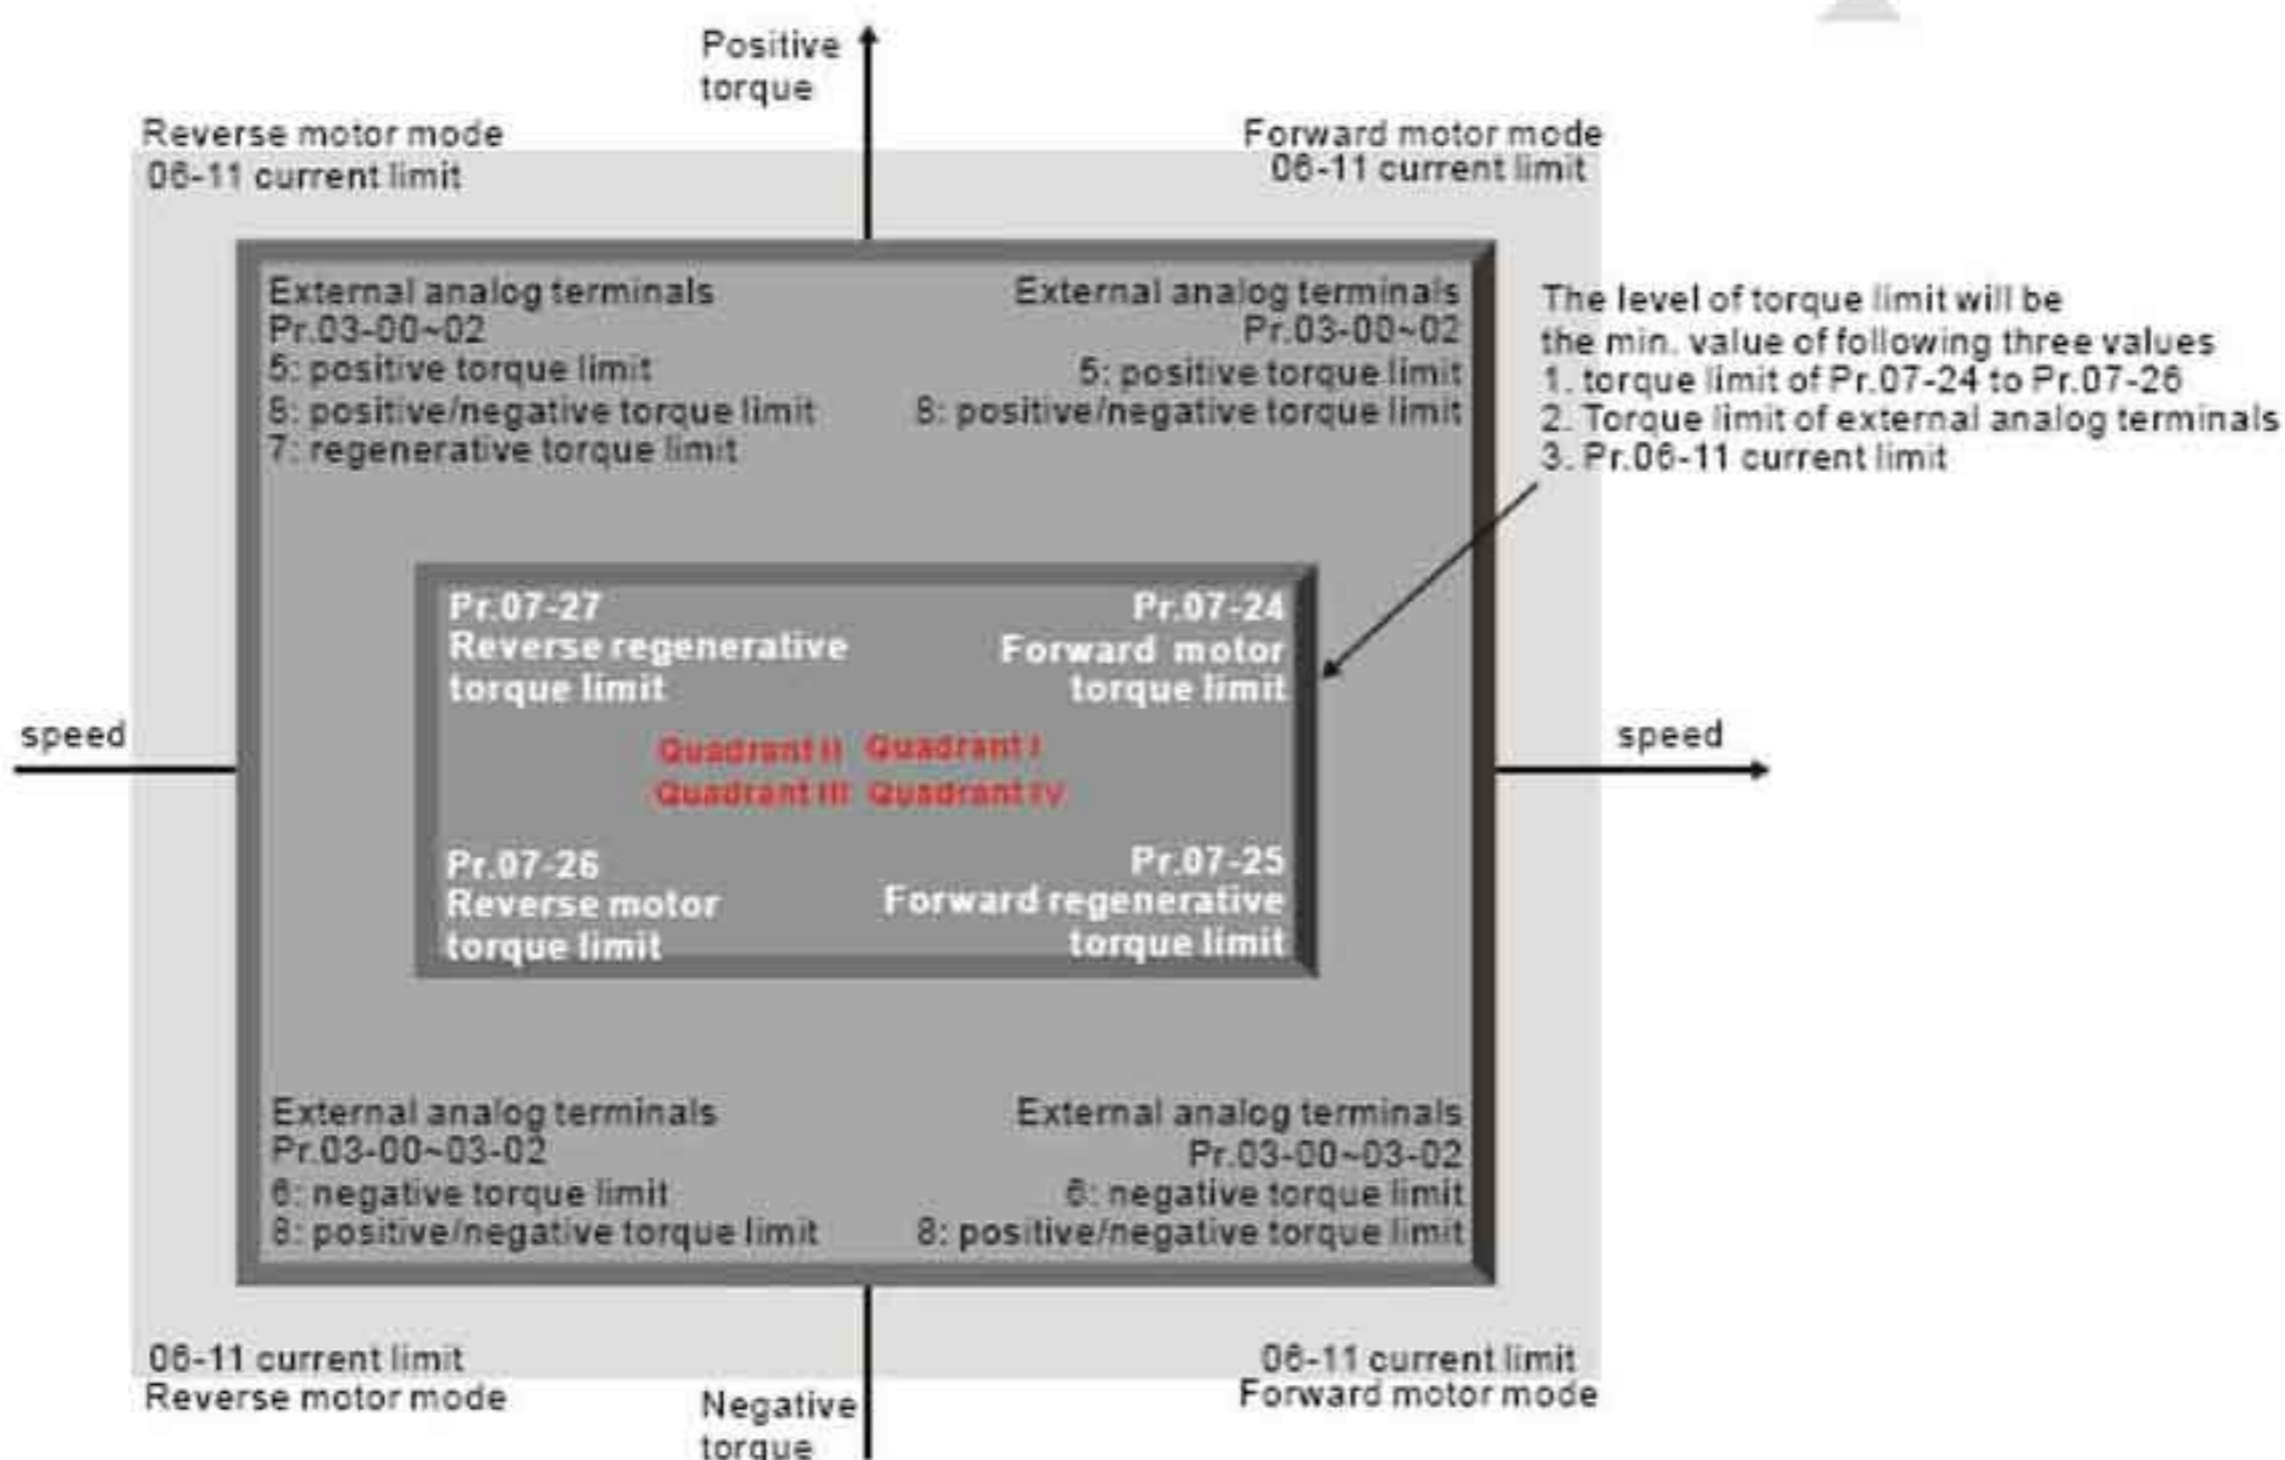 Positive
torque
Reverse motor mode
06-11 current limit
Forward motor mode
06-11 current limit
External analog terminals
Pr.03-00~02
5: positive torque limit
8: positive/negative torque limit
7: regenerative torque limit
External analog terminals
Pr.03-00~02
5: positive torque limit
8: positive/negative torque limit
The level of torque limit will be
the min. value of following three values
1. torque limit of Pr.07-24 to Pr.07-26
2. Torque limit of external analog terminals
3. Pr.06-11 current limit
Pr.07-27
Reverse regenerative
torque limit
Pr.07-24
Forward motor
torque limit
speed
Quadrant II Quadrant I
Quadrant III Quadrant IV
speed
Pr.07-26
Reverse motor
torque limit
Pr.07-25
Forward regenerative
torque limit
External analog terminals
Pr.03-00~03-02
6: negative torque limit
8: positive/negative torque limit
External analog terminals
Pr.03-00~03-02
6: negative torque limit
8: positive/negative torque limit
06-11 current limit
Reverse motor mode
06-11 current limit
Forward motor mode
Negative
torque